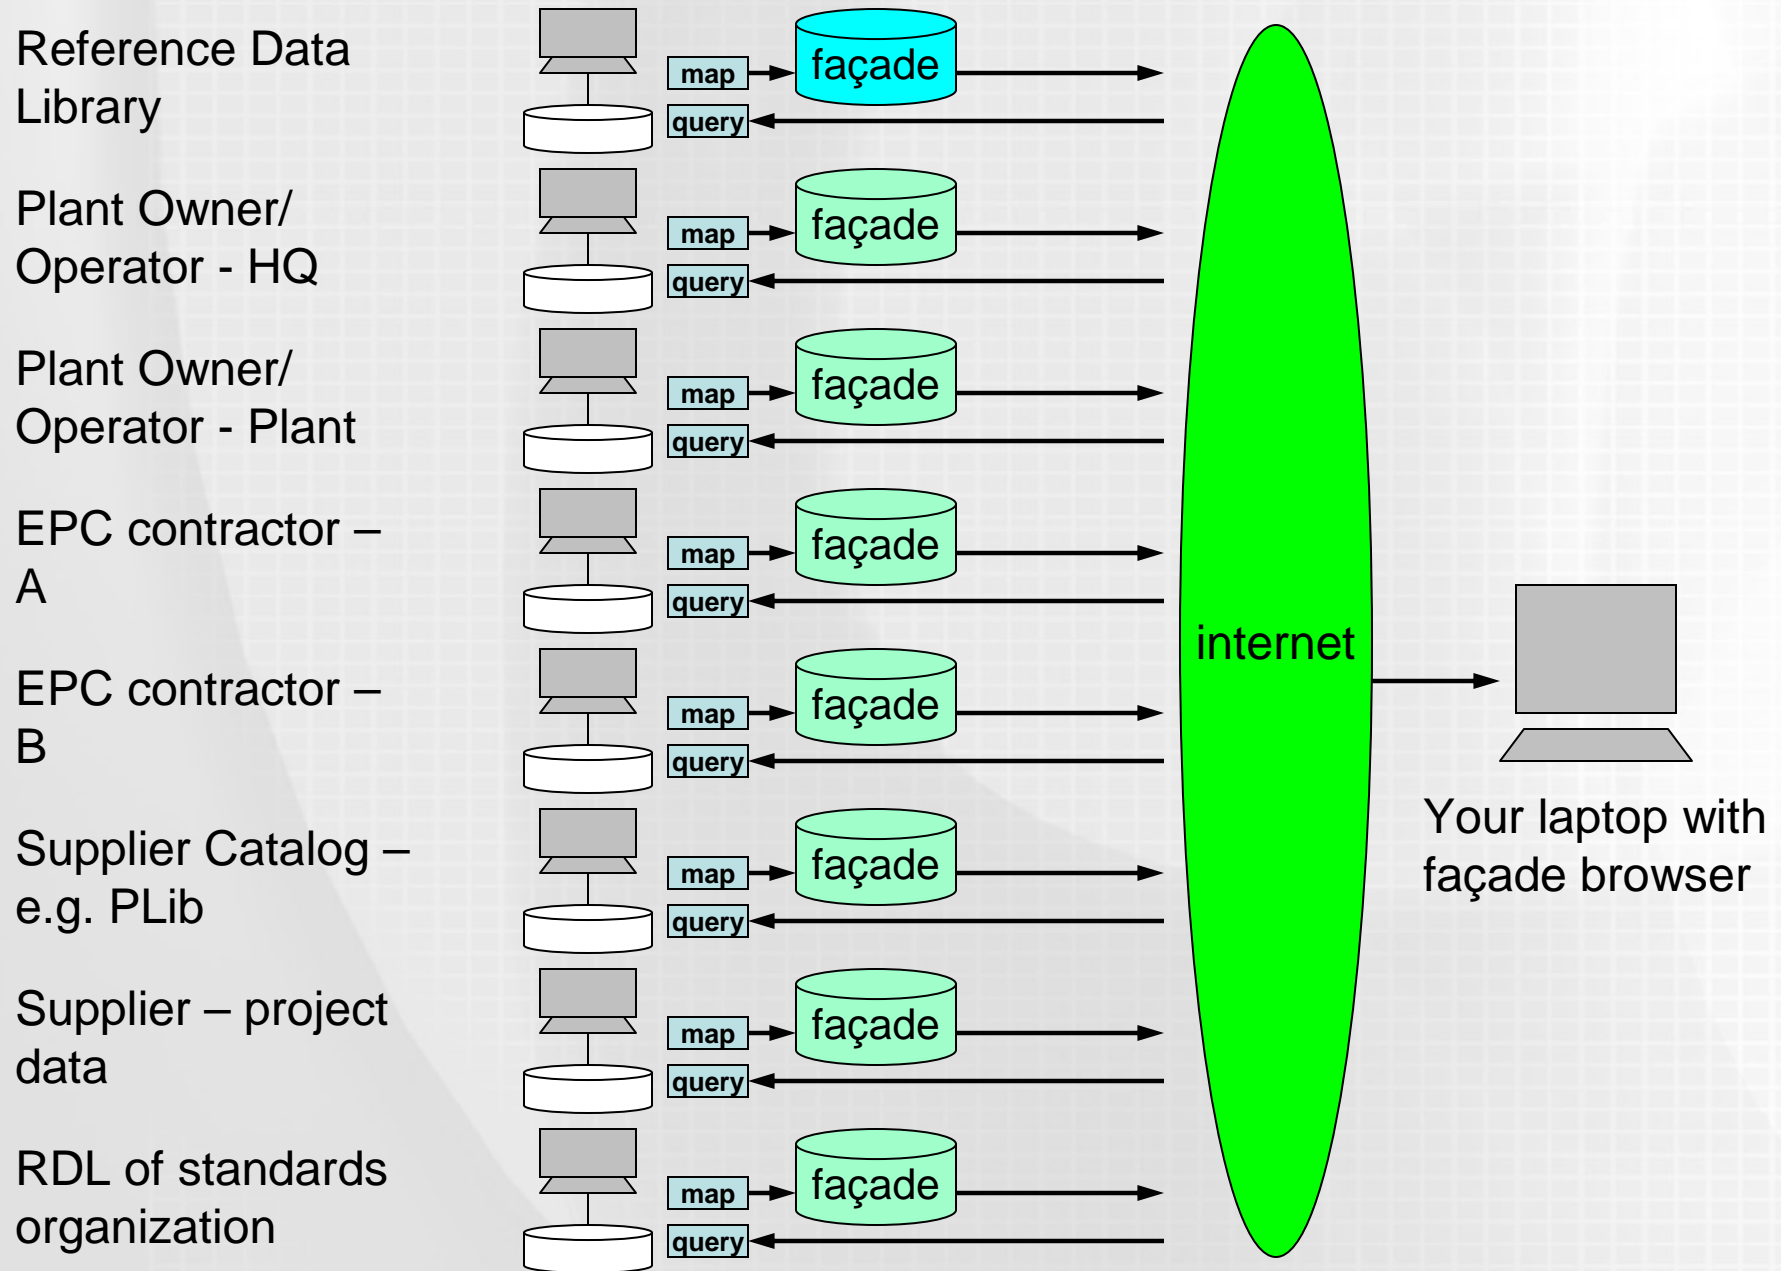 Reference Data
Library
map
façade
query
Plant Owner/
Operator - HQ
map
façade
query
Plant Owner/
Operator - Plant
map
façade
query
EPC contractor –
A
map
façade
query
EPC contractor –
B
map
façade
query
Supplier Catalog –
e.g. PLib
map
façade
query
Supplier – project
data
map
façade
query
RDL of standards
organization
map
façade
query
internet
Your laptop with
façade browser